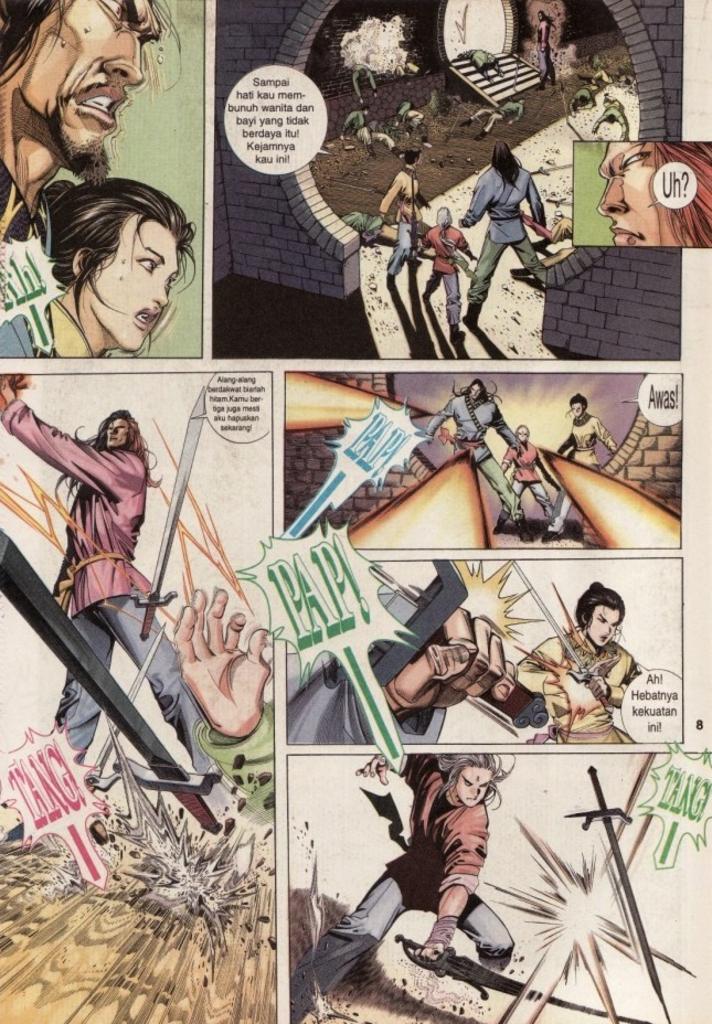 Sampai
hati kau mem-
bunuh wanita dan
bayi yang tidak
berdaya itu!
Kejamnya
kau ini!
Uh?
Alang-alang
berdakwat biarlah
hitam.Kamu ber-
tiga juga mesti
aku hapuskan
sekarang!
PAP!
Awas!
PAP!
Ah!
Hebatnya
kekuatan
ini!
8
TANG!
TANG!